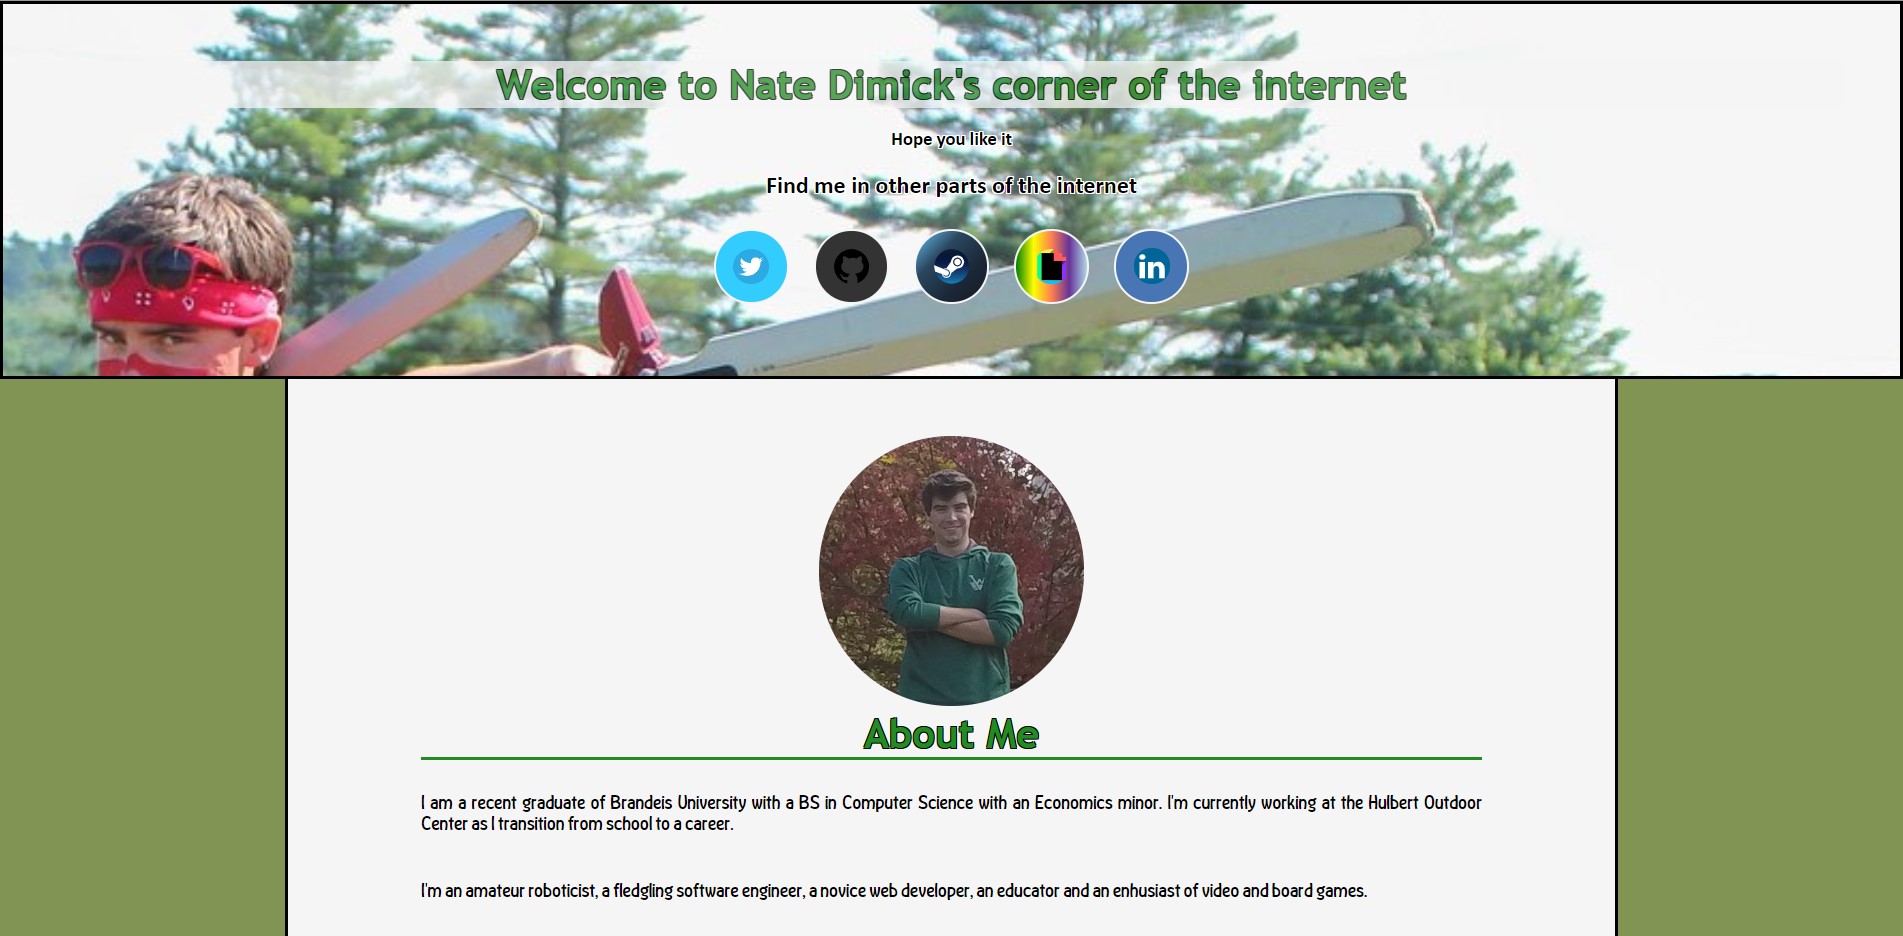 Welcome to Nate Dimick's corner of the internet
Hope you like it
Find me in other parts of the internet
in
About Me
I am a recent graduate of Brandeis University with a BS in Computer Science with an Economics minor. I'm currently working at the Hulbert Outdoor
Center as I transition from school to a career.
I'm an amateur roboticist, a fledgling software engineer, a novice web developer, an educator and an enhusiast of video and board games.